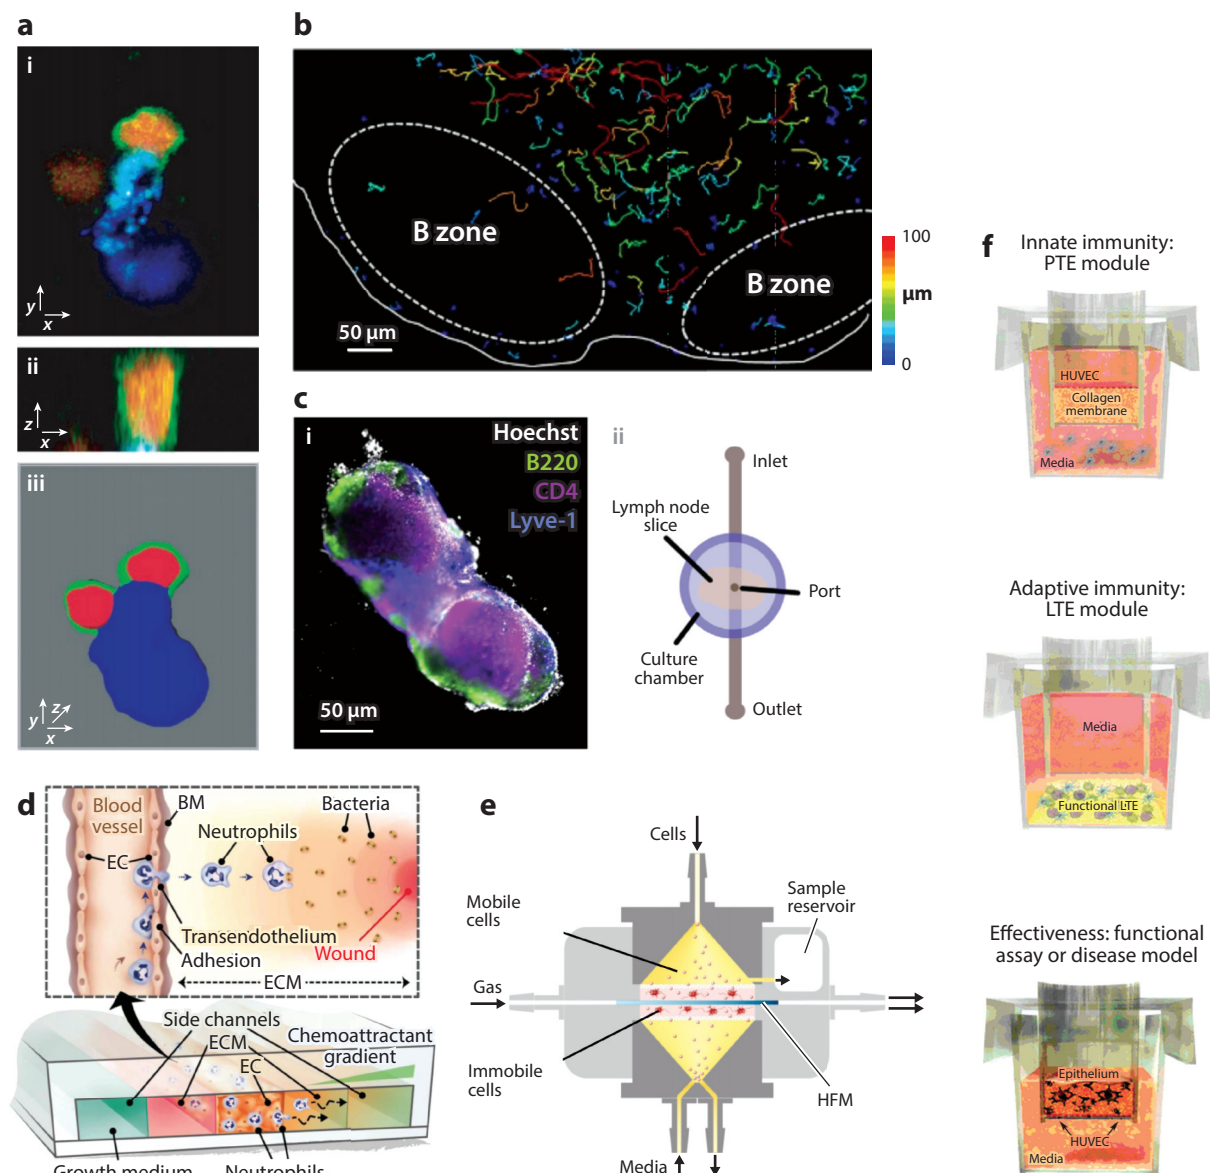 a
i
y
x
ii
z
x
iii
y
z
x
b
B zone
B zone
50 µm
100
µm
0
c
i
Hoechst
B220
CD4
Lyve-1
50 µm
ii
Inlet
Lymph node
slice
Port
Culture
chamber
Outlet
d
Blood
vessel
BM
Bacteria
Neutrophils
EC
Transendothelium
Adhesion
Wound
ECM
Side channels
ECM
EC
Chemoattractant
gradient
Growth medium
Neutrophils
e
Cells
Mobile
cells
Sample
reservoir
Gas
Immobile
cells
HFM
Media
f
Innate immunity:
PTE module
HUVEC
Collagen
membrane
Media
Adaptive immunity:
LTE module
Media
Functional LTE
Effectiveness: functional
assay or disease model
Epithelium
HUVEC
Media